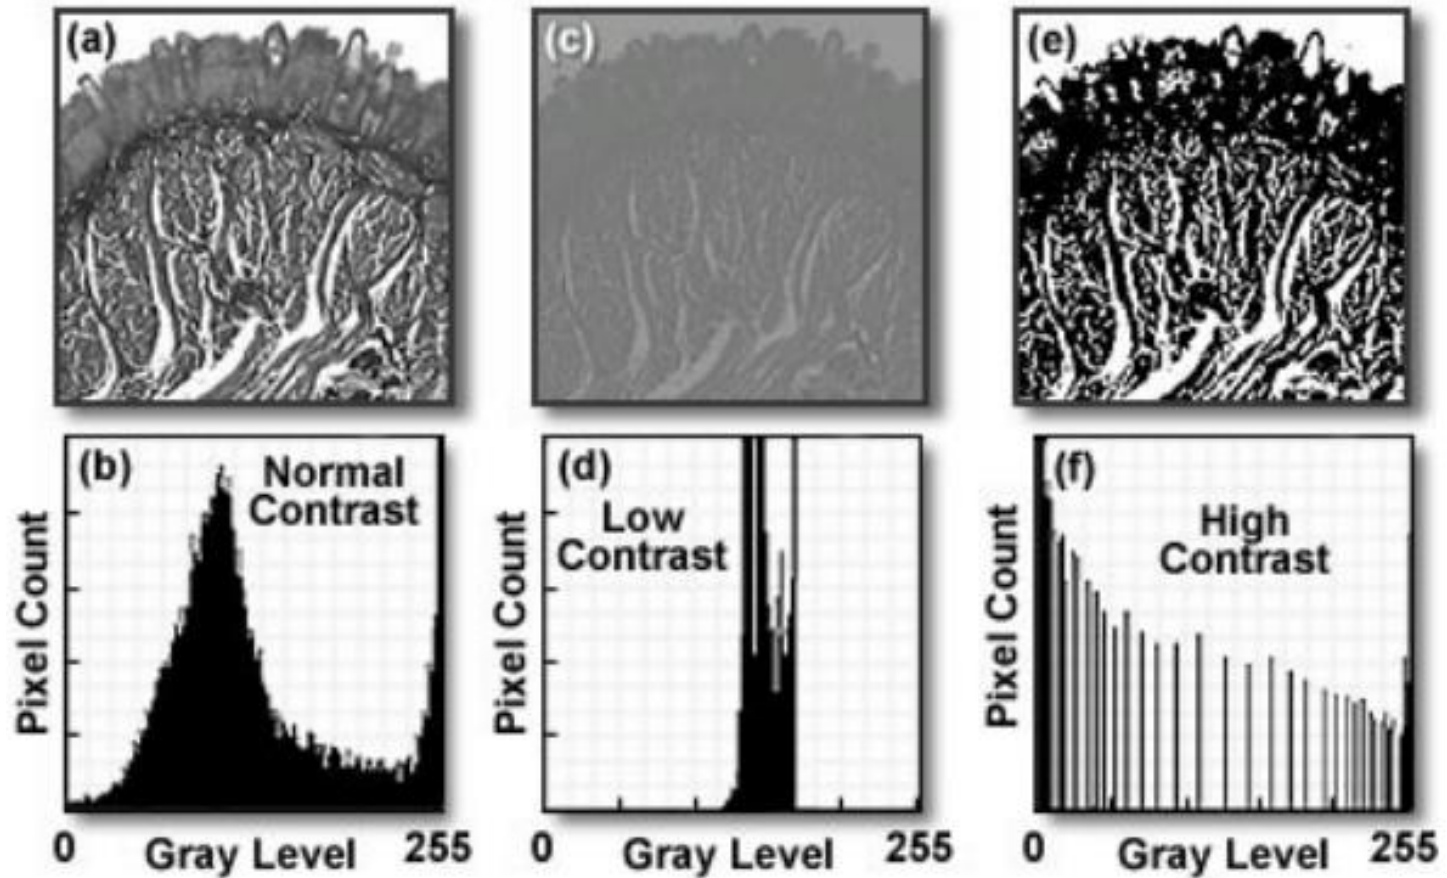 (a)
(c)
(e)
(b)
Normal
Contrast
Pixel Count
0
Gray Level
255
(d)
Low
Contrast
Pixel Count
0
Gray Level
255
(f)
High
Contrast
Pixel Count
0
Gray Level
255